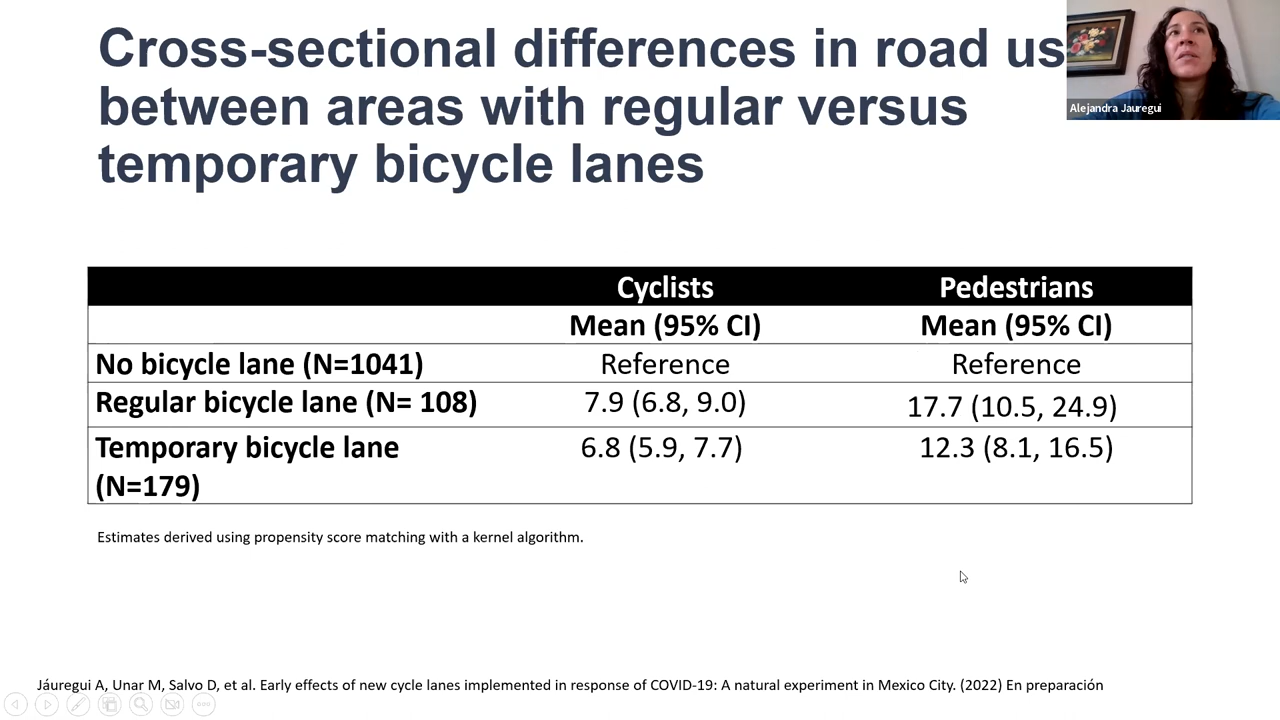 Cross-sectional differences in road us
between areas with regular versus
temporary bicycle lanes
Alejandra Jauregui
Cyclists Pedestrians
Mean (95% CI) Mean (95% CI)
No bicycle lane (N=1041) Reference Reference
Regular bicycle lane (N= 108) 7.9 (6.8, 9.0) 17.7 (10.5, 24.9)
Temporary bicycle lane 6.8 (5.9, 7.7) 12.3 (8.1, 16.5)
(N=179)
Estimates derived using propensity score matching with a kernel algorithm.
Jáuregui A, Unar M, Salvo D, et al. Early effects of new cycle lanes implemented in response of COVID-19: A natural experiment in Mexico City. (2022) En preparación